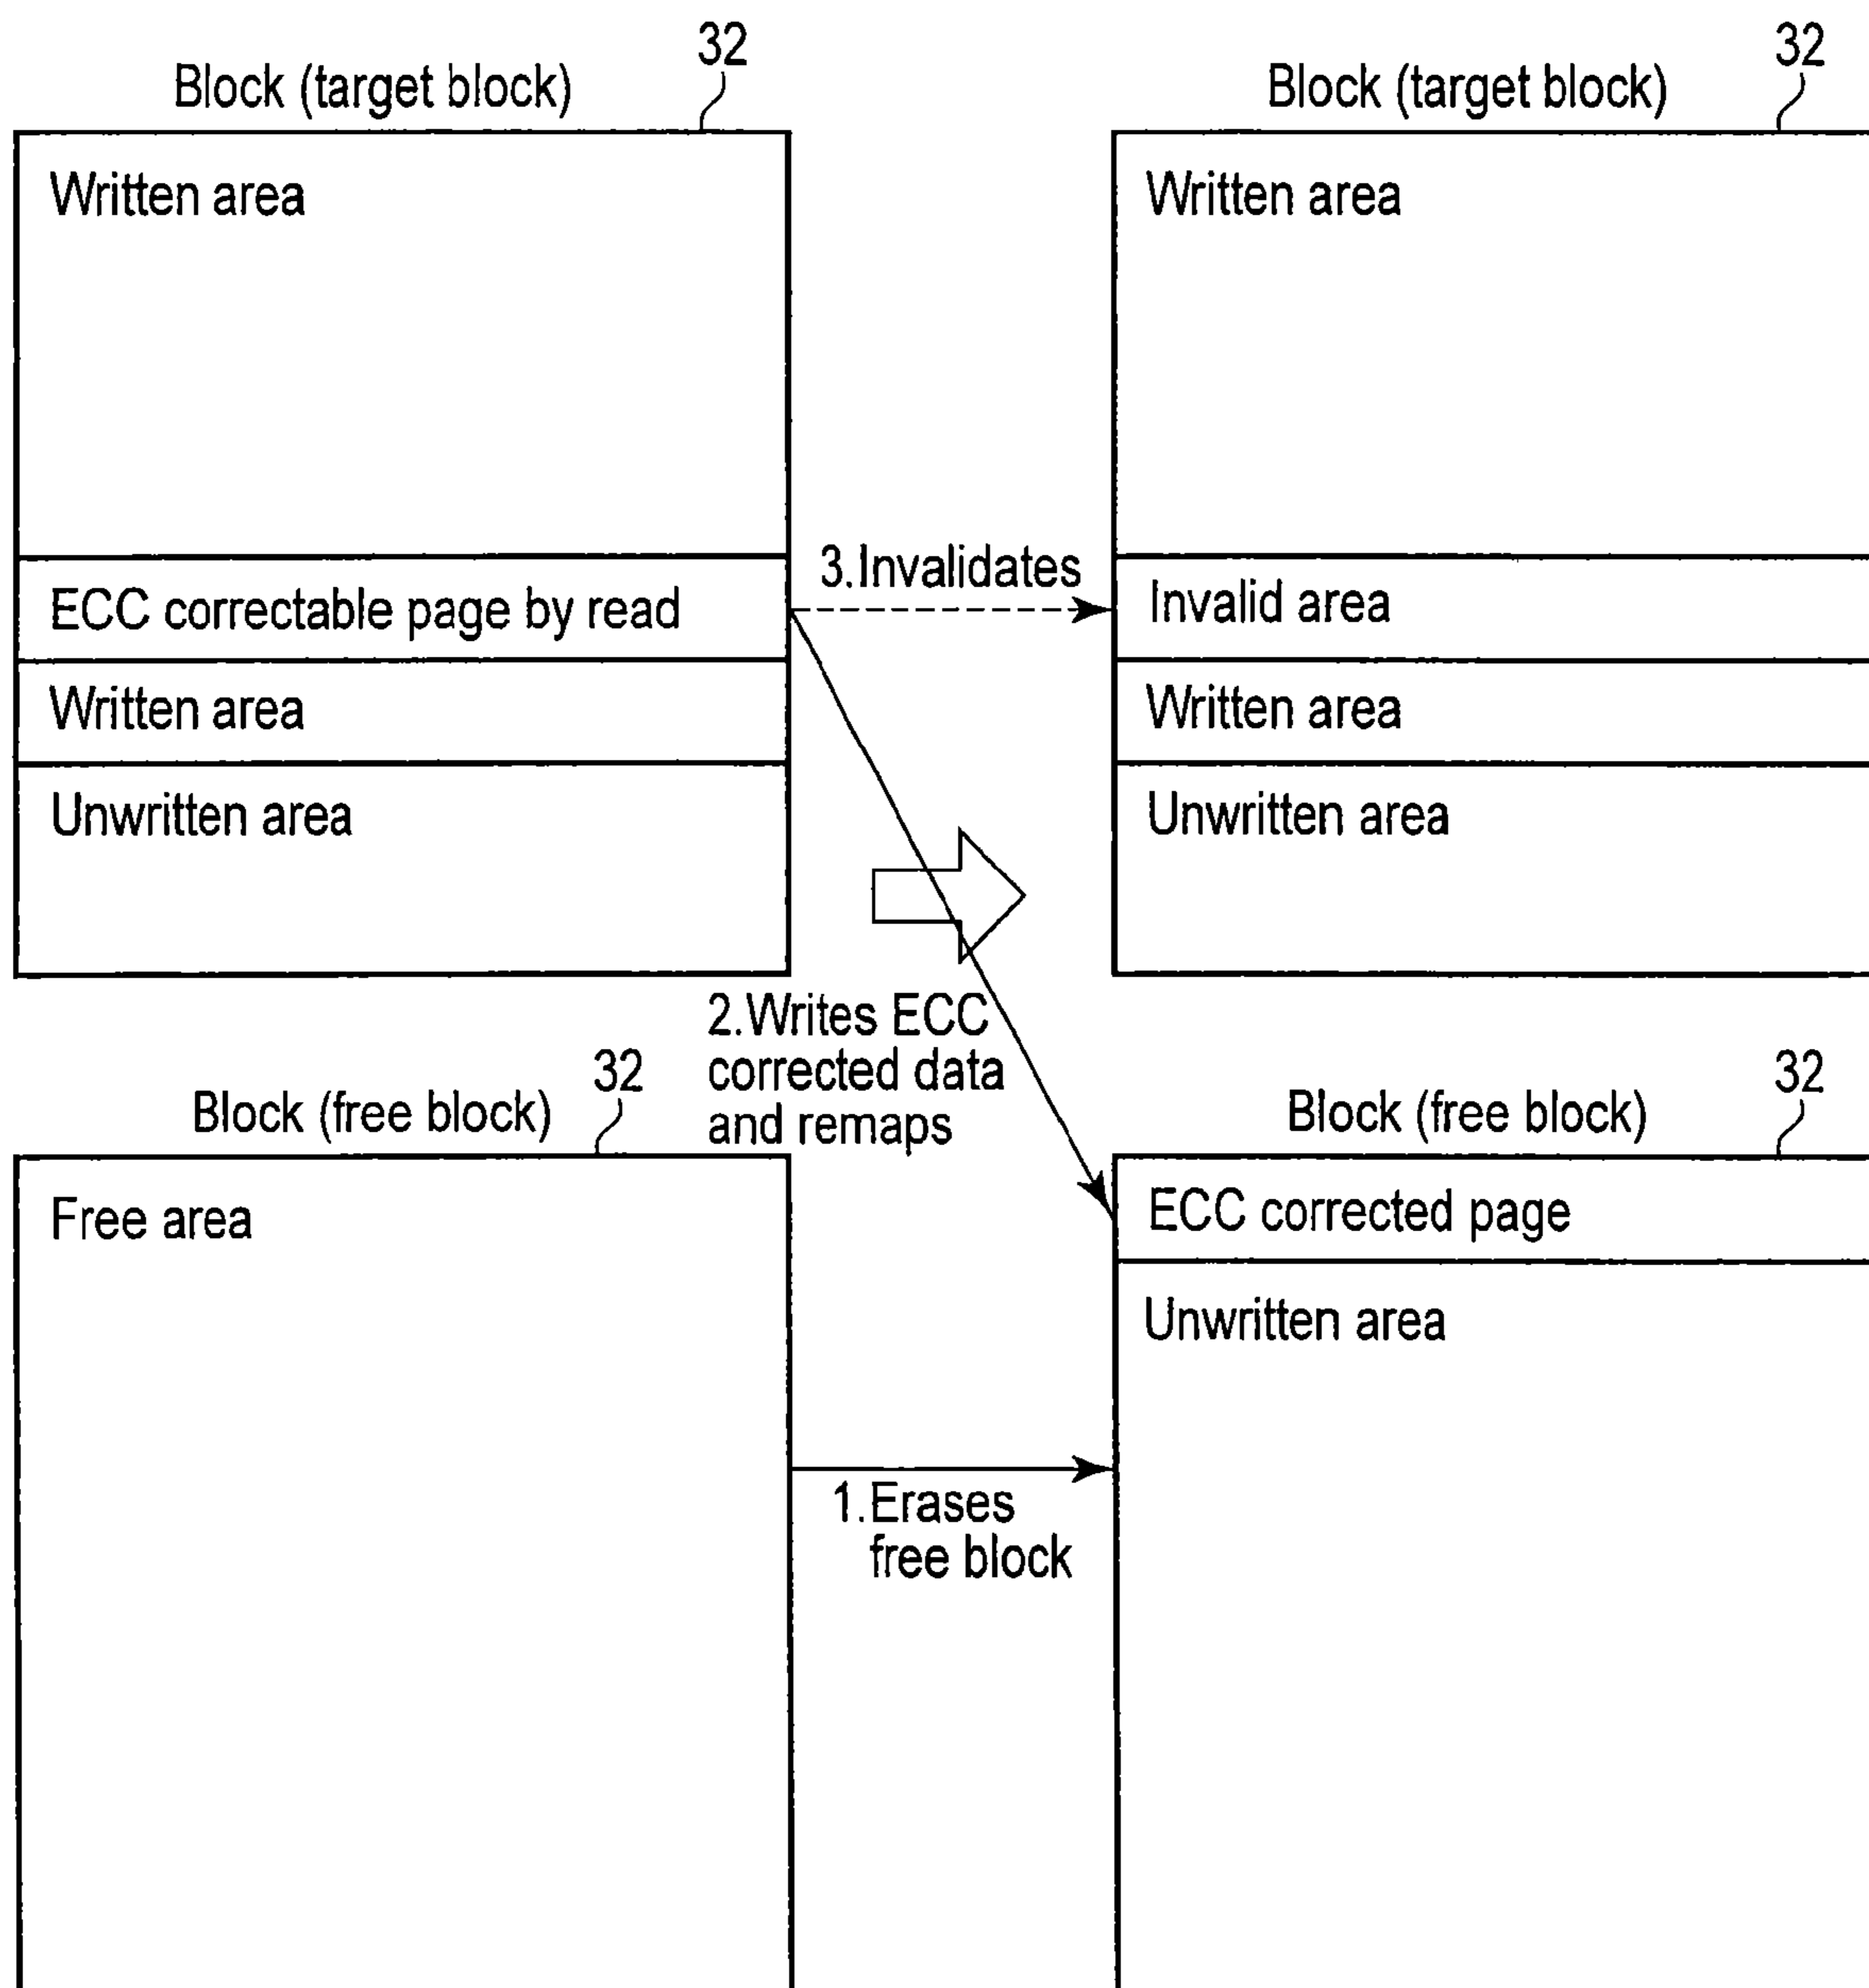 32
Block (target block)
Written area
ECC correctable page by read
Written area
Unwritten area
3.Invalidates
32
Block (target block)
Written area
Invalid area
Written area
Unwritten area
2.Writes ECC
corrected data
and remaps
32
Block (free block)
Free area
1.Erases
free block
32
Block (free block)
ECC corrected page
Unwritten area